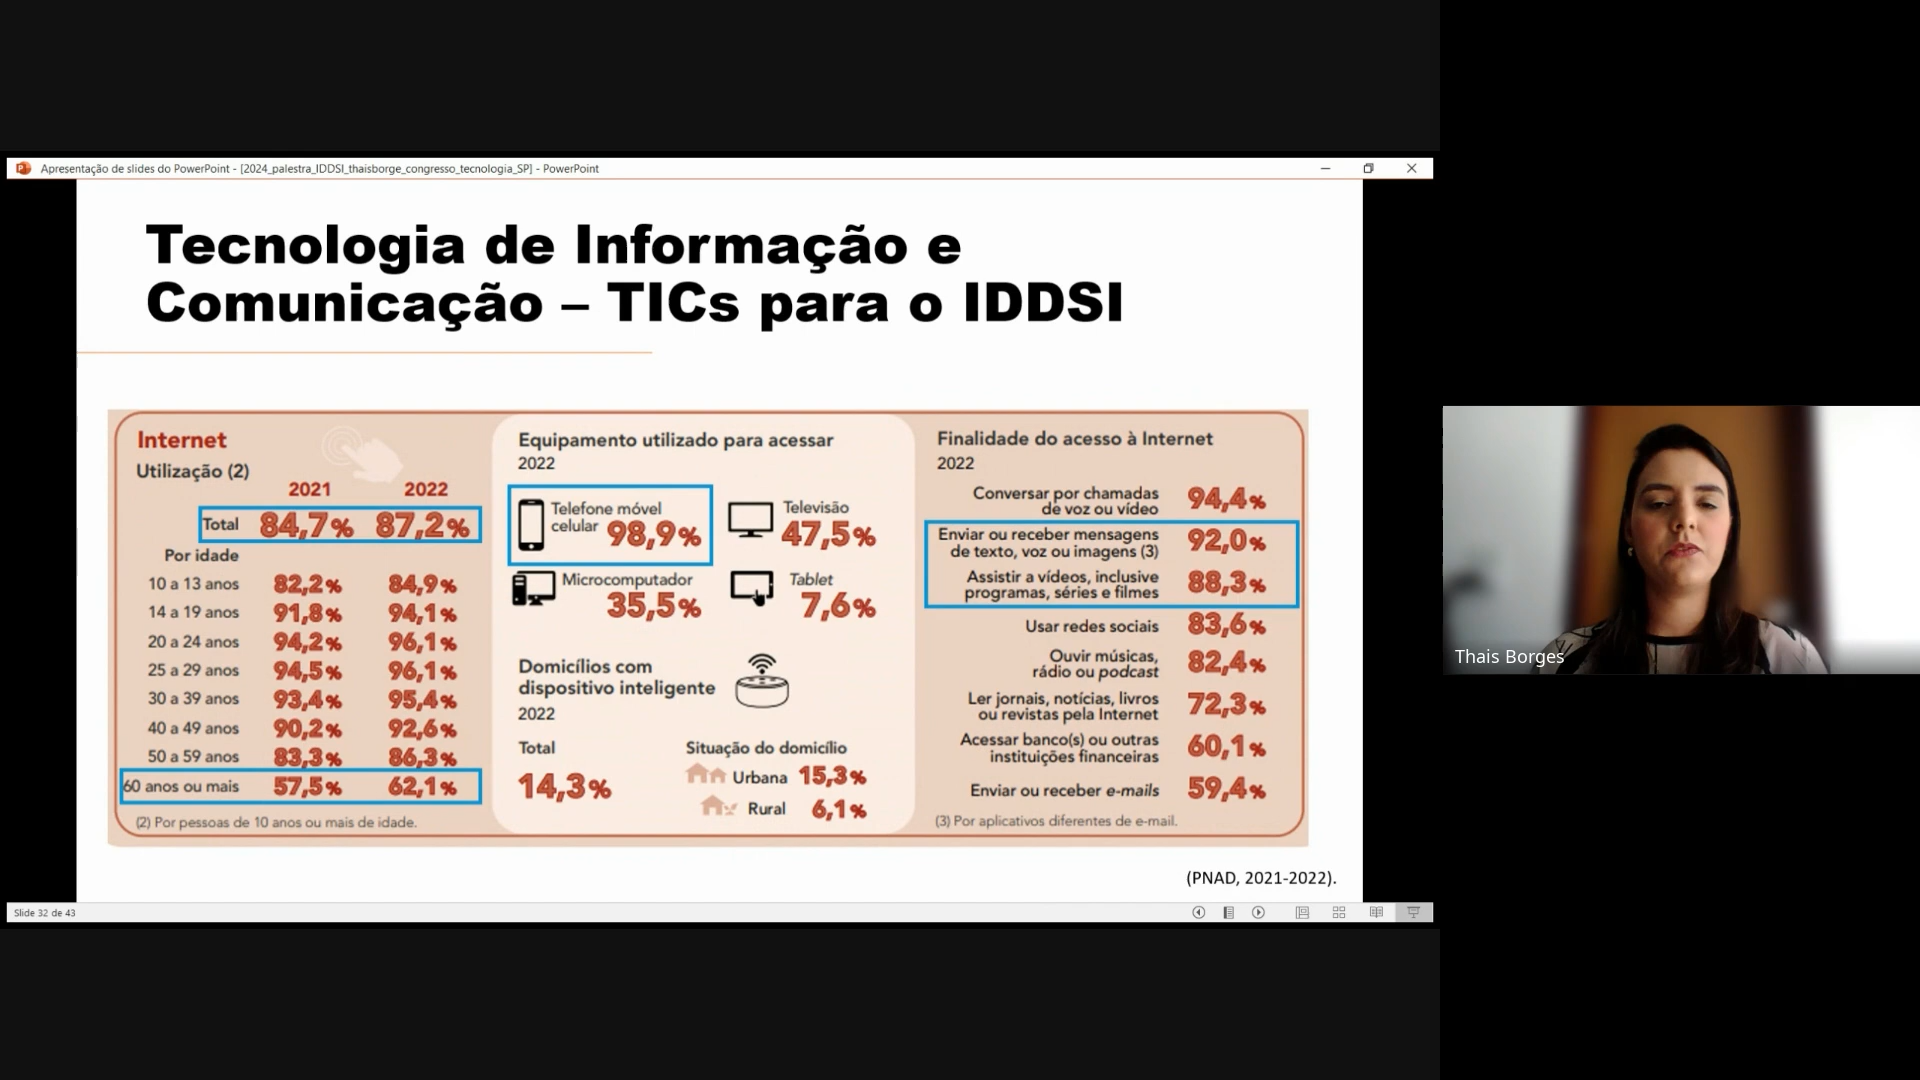 Apresentação de slides do PowerPoint - [2024_palestra_IDDSI_thaisborge_congresso_tecnologia_SP] - PowerPoint
Tecnologia de Informação e
Comunicação – TICs para o IDDSI
Internet
Utilização (2)
2021 2022
Total 84,7% 87,2%
Por idade
10 a 13 anos 82,2% 84,9%
14 a 19 anos 91,8% 94,1%
20 a 24 anos 94,2% 96,1%
25 a 29 anos 94,5% 96,1%
30 a 39 anos 93,4% 95,4%
40 a 49 anos 90,2% 92,6%
50 a 59 anos 83,3% 86,3%
60 anos ou mais 57,5% 62,1%
(2) Por pessoas de 10 anos ou mais de idade.
Equipamento utilizado para acessar
2022
Telefone móvel
celular 98,9%
Televisão
47,5%
Microcomputador
35,5%
Tablet
7,6%
Domicílios com
dispositivo inteligente
2022
Total
14,3%
Situação do domicílio
Urbana 15,3%
Rural 6,1%
Finalidade do acesso à Internet
2022
Conversar por chamadas
de voz ou vídeo 94,4%
Enviar ou receber mensagens
de texto, voz ou imagens (3) 92,0%
Assistir a vídeos, inclusive
programas, séries e filmes 88,3%
Usar redes sociais 83,6%
Ouvir músicas,
rádio ou podcast 82,4%
Ler jornais, notícias, livros
ou revistas pela Internet 72,3%
Acessar banco(s) ou outras
instituições financeiras 60,1%
Enviar ou receber e-mails 59,4%
(3) Por aplicativos diferentes de e-mail.
(PNAD, 2021-2022).
Slide 32 de 43
Thais Borges